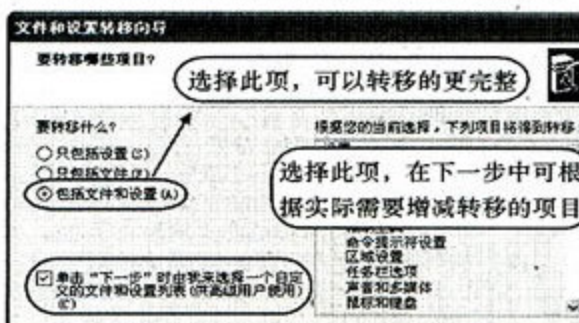 文件和设置转移向导
要转移哪些项目?
选择此项，可以转移的更完整
要转移什么?
根据您的当前选择，下列项目将得到转移
只包括设置(S)
只包括文件(F)
包括文件和设置(A)
选择此项，在下一步中可根
据实际需要增减转移的项目
命令提示符设置
区域设置
任务栏选项
声音和多媒体
鼠标和键盘
单击“下一步”时由我来选择一个自定
义的文件和设置列表(供高级用户使用)
(C)